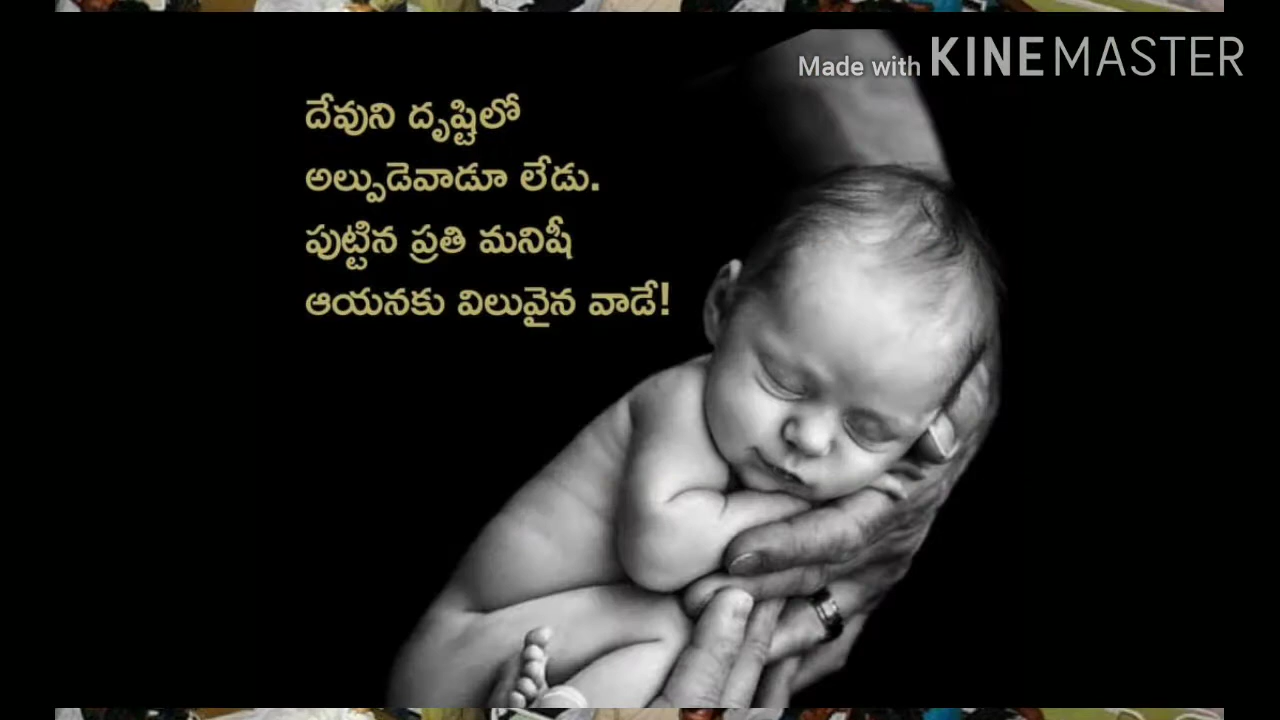 Made with KINEMASTER
దేవుని దృష్టిలో
అల్పుడెవాడూ లేడు.
పుట్టిన ప్రతి మనిషీ
ఆయనకు విలువైన వాడే!